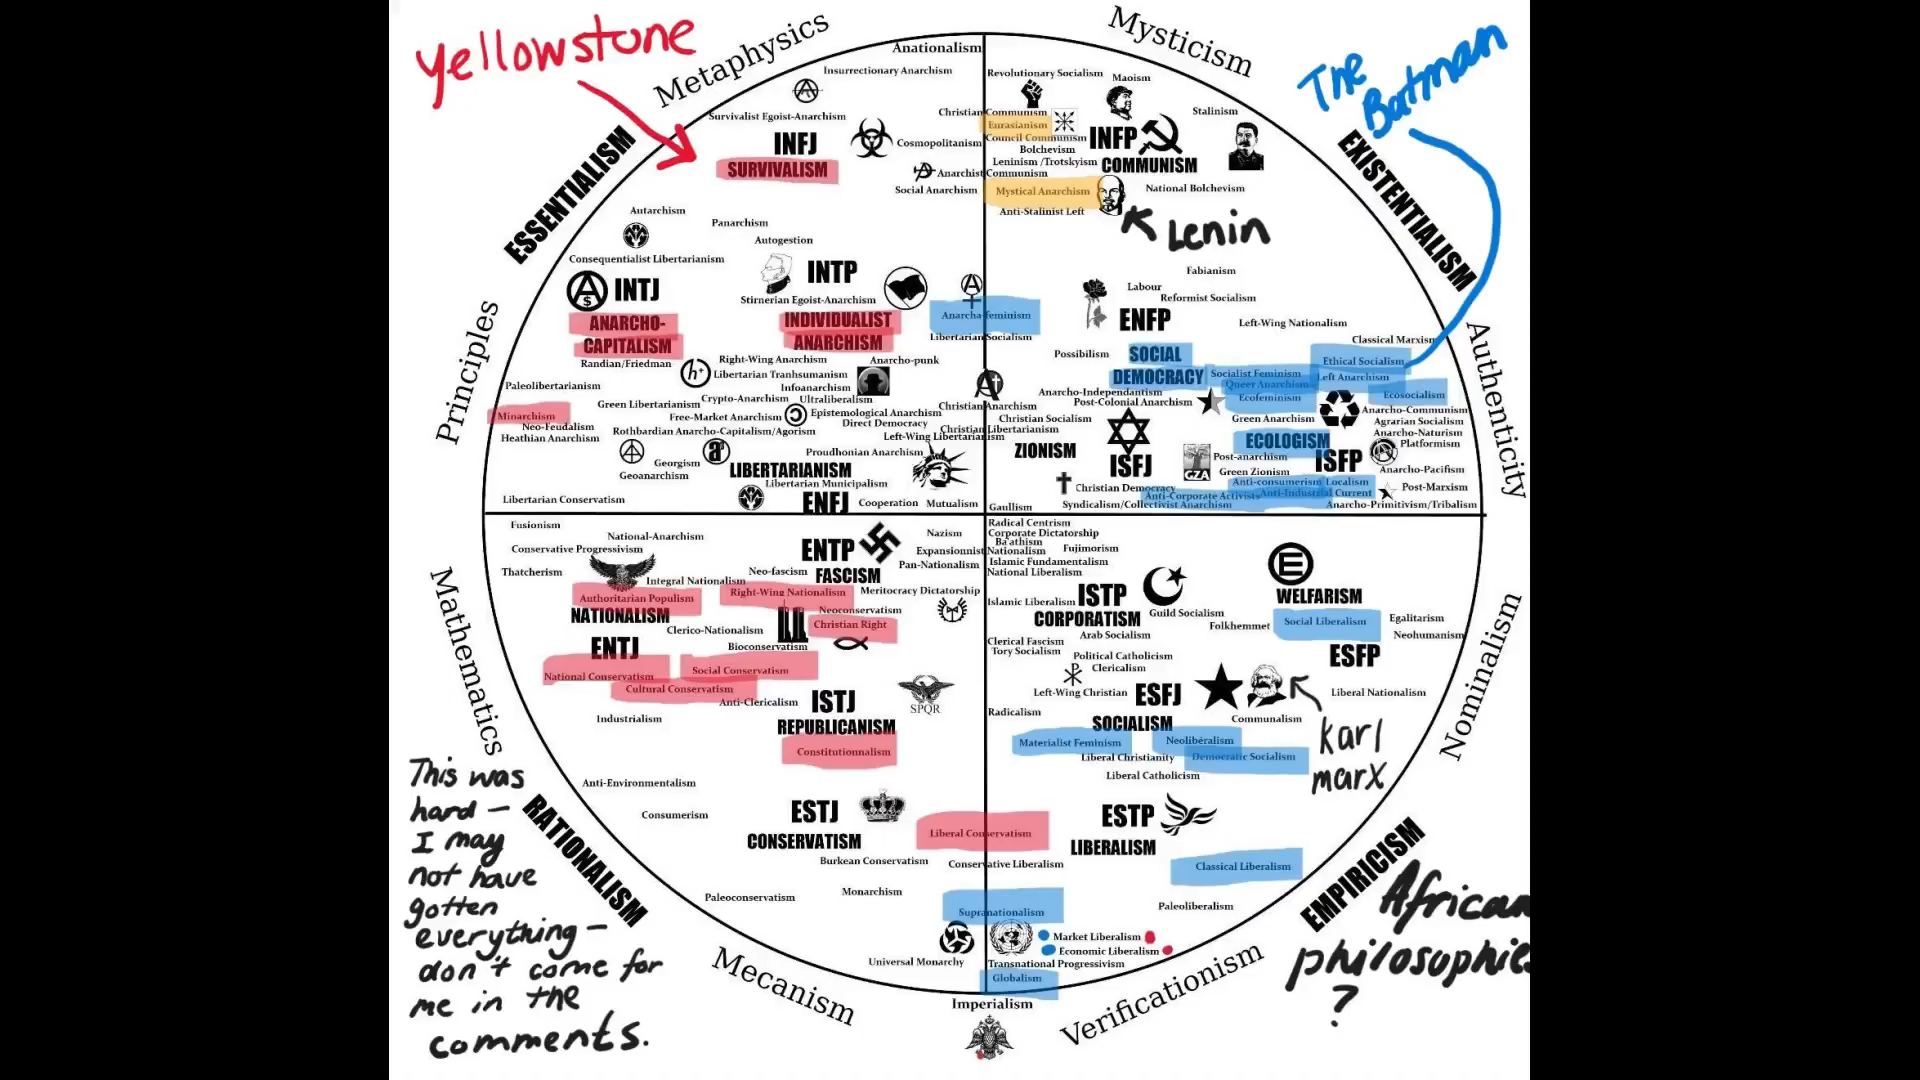 Yellowstone
Metaphysics
Mysticism
The
Batman
ESSENTIALISM
EXISTENTIALISM
Principles
Authenticity
Mathematics
Nominalism
RATIONALISM
EMPIRICISM
Mecanism
Verificationism
Anationalism
Insurrectionary Anarchism
Survivalist Egoist-Anarchism
INFJ
SURVIVALISM
Cosmopolitanism
Anarchist Communism
Social Anarchism
Autarchism
Panarchism
Autogestion
Consequentialist Libertarianism
INTJ
INTP
Stirnerian Egoist-Anarchism
ANARCHO-
CAPITALISM
INDIVIDUALIST
ANARCHISM
Anarcha-feminism
Libertarian Socialism
Randian/Friedman
Right-Wing Anarchism
Anarcho-punk
h+
Libertarian Tranhsumanism
Infoanarchism
Paleolibertarianism
Crypto-Anarchism
Ultraliberalism
Green Libertarianism
Minarchism
Free-Market Anarchism
Epistemological Anarchism
Christian Anarchism
Neo-Feudalism
Direct Democracy
Heathian Anarchism
Rothbardian Anarcho-Capitalism/Agorism
Left-Wing Libertarianism
Christian Libertarianism
Georgism
Proudhonian Anarchism
Geoanarchism
LIBERTARIANISM
Libertarian Municipalism
Libertarian Conservatism
ENFJ
Cooperation
Mutualism
Revolutionary Socialism
Maoism
Christian Communism
Stalinism
Eurasianism
Council Communism
INFP
Bolchevism
Leninism /Trotskyism
COMMUNISM
Mystical Anarchism
National Bolchevism
Anti-Stalinist Left
Lenin
Fabianism
Labour
Reformist Socialism
ENFP
Left-Wing Nationalism
Classical Marxism
Possibilism
SOCIAL
DEMOCRACY
Ethical Socialism
Socialist Feminism
Left Anarchism
Queer Anarchism
Anarcho-Independantism
Ecofeminism
Ecosocialism
Post-Colonial Anarchism
Anarcho-Communism
Christian Socialism
Green Anarchism
Agrarian Socialism
Anarcho-Naturism
ZIONISM
ECOLOGISM
Platformism
ISFJ
Post-anarchism
ISFP
CZA
Green Zionism
Anarcho-Pacifism
Christian Democracy
Anti-consumerism
Localism
Post-Marxism
Anti-Corporate Activists
Anti-Industrial Current
Gaullism
Syndicalism/Collectivist Anarchism
Anarcho-Primitivism/Tribalism
Fusionism
National-Anarchism
Conservative Progressivism
Thatcherism
ENTP
Nazism
Expansionnist Nationalism
Pan-Nationalism
Integral Nationalism
Neo-fascism
FASCISM
Authoritarian Populism
Right-Wing Nationalism
Meritocracy Dictatorship
NATIONALISM
Neoconservatism
Clerico-Nationalism
Christian Right
ENTJ
Bioconservatism
National Conservatism
Social Conservatism
Cultural Conservatism
Anti-Clericalism
ISTJ
SPQR
Industrialism
REPUBLICANISM
Constitutionnalism
Anti-Environmentalism
Consumerism
ESTJ
CONSERVATISM
Liberal Conservatism
Burkean Conservatism
Conservative Liberalism
Paleoconservatism
Monarchism
Supranationalism
Universal Monarchy
Radical Centrism
Corporate Dictatorship
Ba'athism
Fujimorism
Islamic Fundamentalism
National Liberalism
Islamic Liberalism
ISTP
CORPORATISM
Guild Socialism
E
WELFARISM
Social Liberalism
Egalitarism
Folkhemmet
Neohumanism
Arab Socialism
Clerical Fascism
Tory Socialism
Political Catholicism
Clericalism
ESFP
Left-Wing Christian
ESFJ
Liberal Nationalism
Radicalism
SOCIALISM
Communalism
Materialist Feminism
Neolibéralism
Liberal Christianity
Democratic Socialism
Liberal Catholicism
Karl
marx
ESTP
LIBERALISM
Classical Liberalism
Paleoliberalism
Market Liberalism
Economic Liberalism
Transnational Progressivism
Globalism
Imperialism
This was
hard –
I may
not have
gotten
everything –
don't come for
me in the
comments.
African
philosophies
?